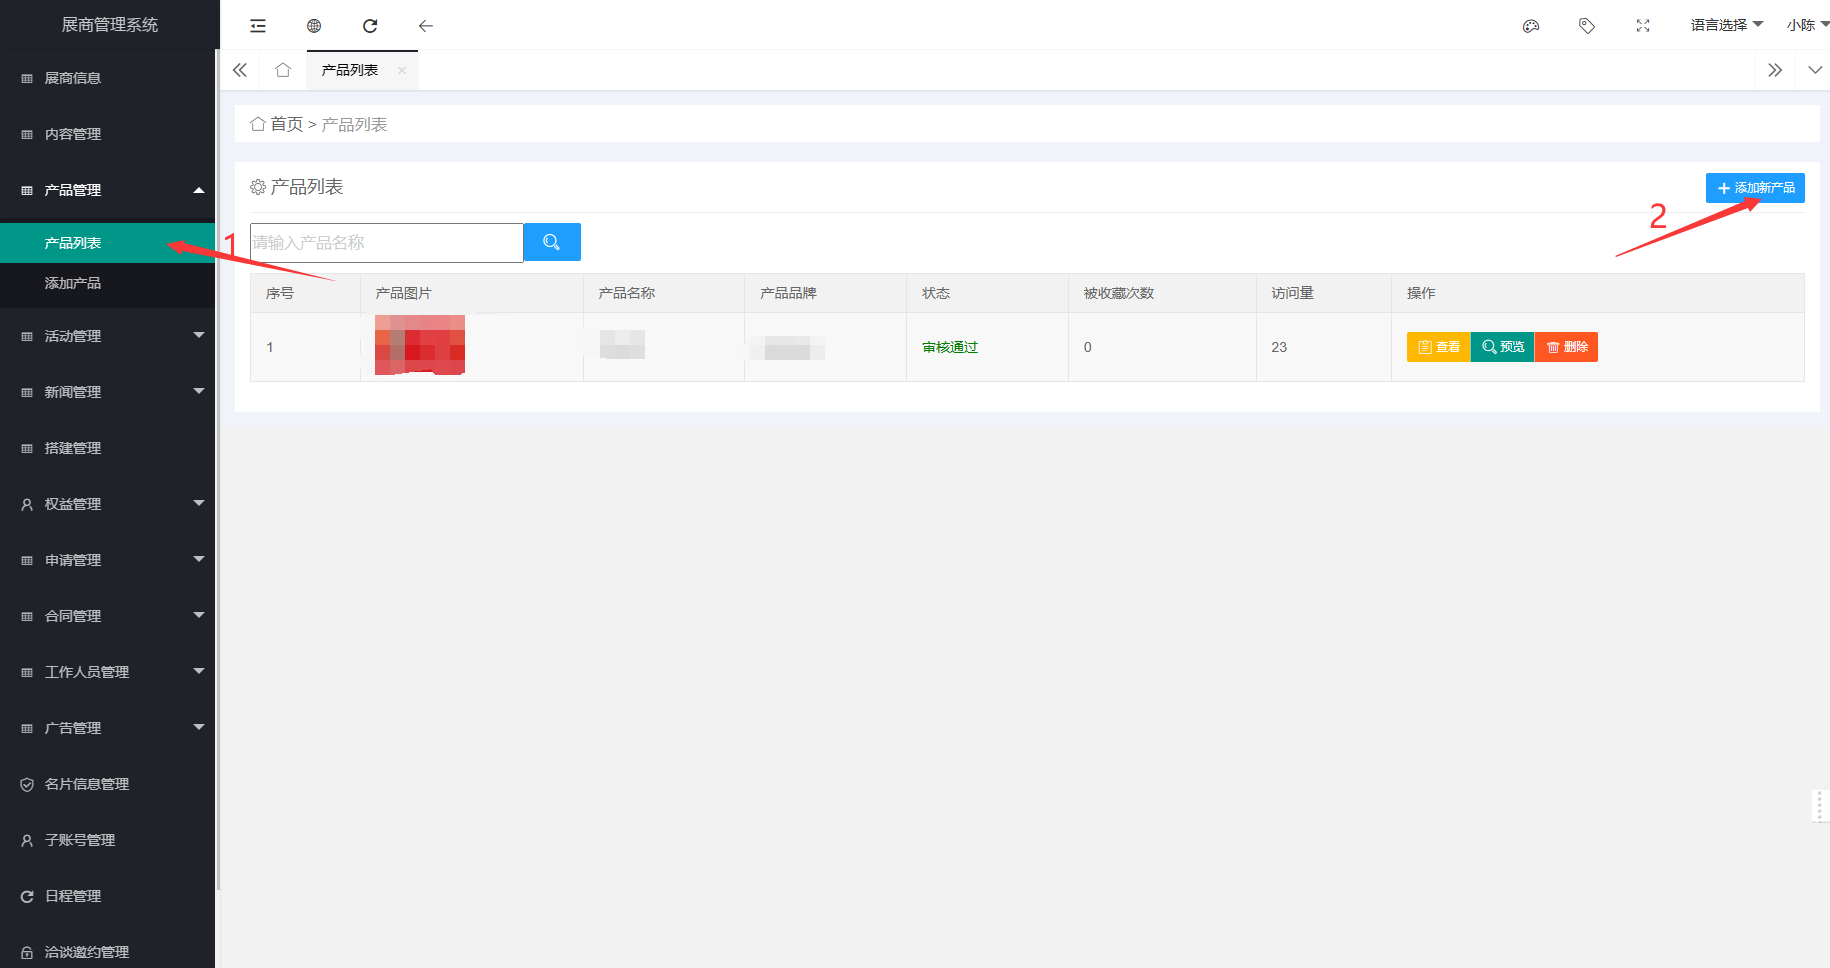 展商管理系统
语言选择
小陈
产品列表
展商信息
内容管理
产品管理
产品列表
添加产品
活动管理
新闻管理
搭建管理
权益管理
申请管理
合同管理
工作人员管理
广告管理
名片信息管理
子账号管理
日程管理
洽谈邀约管理
首页 > 产品列表
产品列表
添加新产品
1
2
请输入产品名称
序号 产品图片 产品名称 产品品牌 状态 被收藏次数 访问量 操作
1 审核通过 0 23 查看 预览 删除